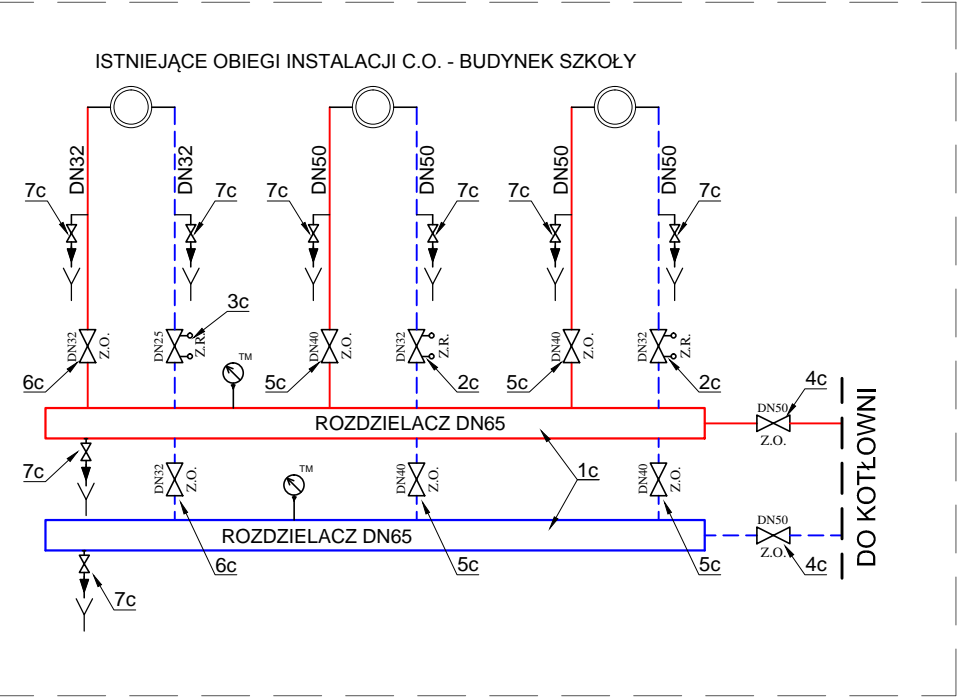 ISTNIEJĄCE OBIEGI INSTALACJI C.O. - BUDYNEK SZKOŁY
DN32
DN32
DN50
DN50
DN50
DN50
7c
7c
7c
7c
7c
7c
3c
DN32
Z.O.
DN25
Z.R.
DN40
Z.O.
DN32
Z.R.
DN40
Z.O.
DN32
Z.R.
6c
TM
5c
2c
5c
2c
4c
DN50
Z.O.
ROZDZIELACZ DN65
7c
DN32
Z.O.
TM
DN40
Z.O.
1c
DN40
Z.O.
DO KOTŁOWNI
ROZDZIELACZ DN65
DN50
Z.O.
6c
5c
5c
4c
7c